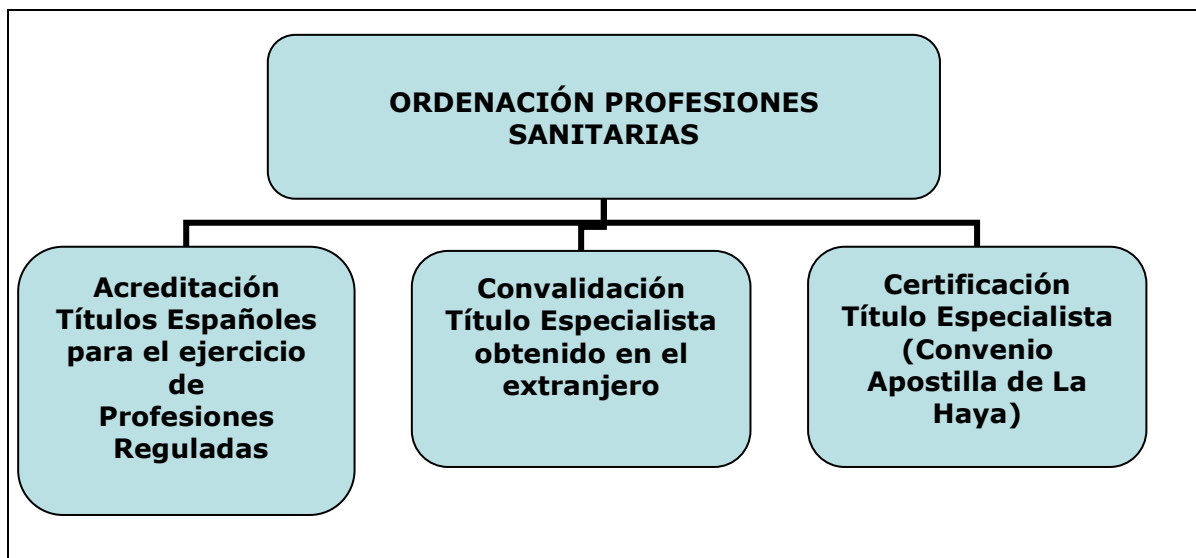 ORDENACIÓN PROFESIONES
SANITARIAS
Acreditación
Títulos Españoles
para el ejercicio
de
Profesiones
Reguladas
Convalidación
Título Especialista
obtenido en el
extranjero
Certificación
Título Especialista
(Convenio
Apostilla de La
Haya)